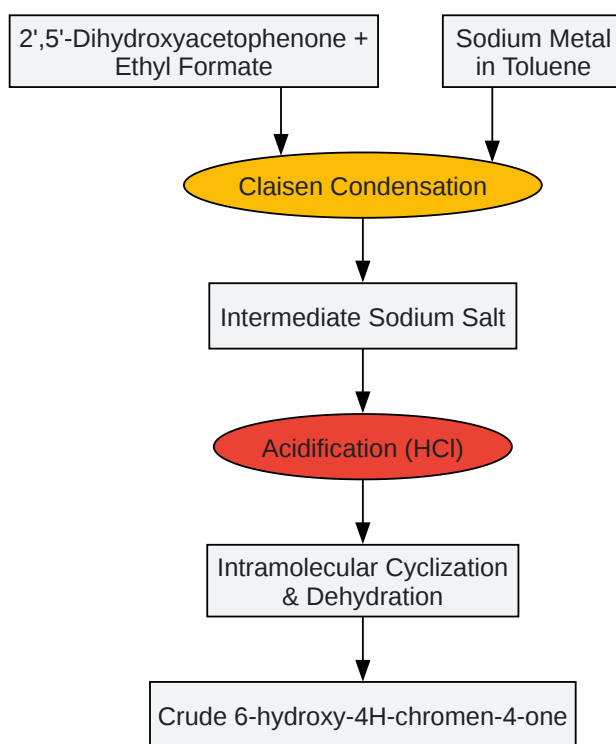 2',5'-Dihydroxyacetophenone +
Ethyl Formate
Sodium Metal
in Toluene
Claisen Condensation
Intermediate Sodium Salt
Acidification (HCl)
Intramolecular Cyclization
& Dehydration
Crude 6-hydroxy-4H-chromen-4-one